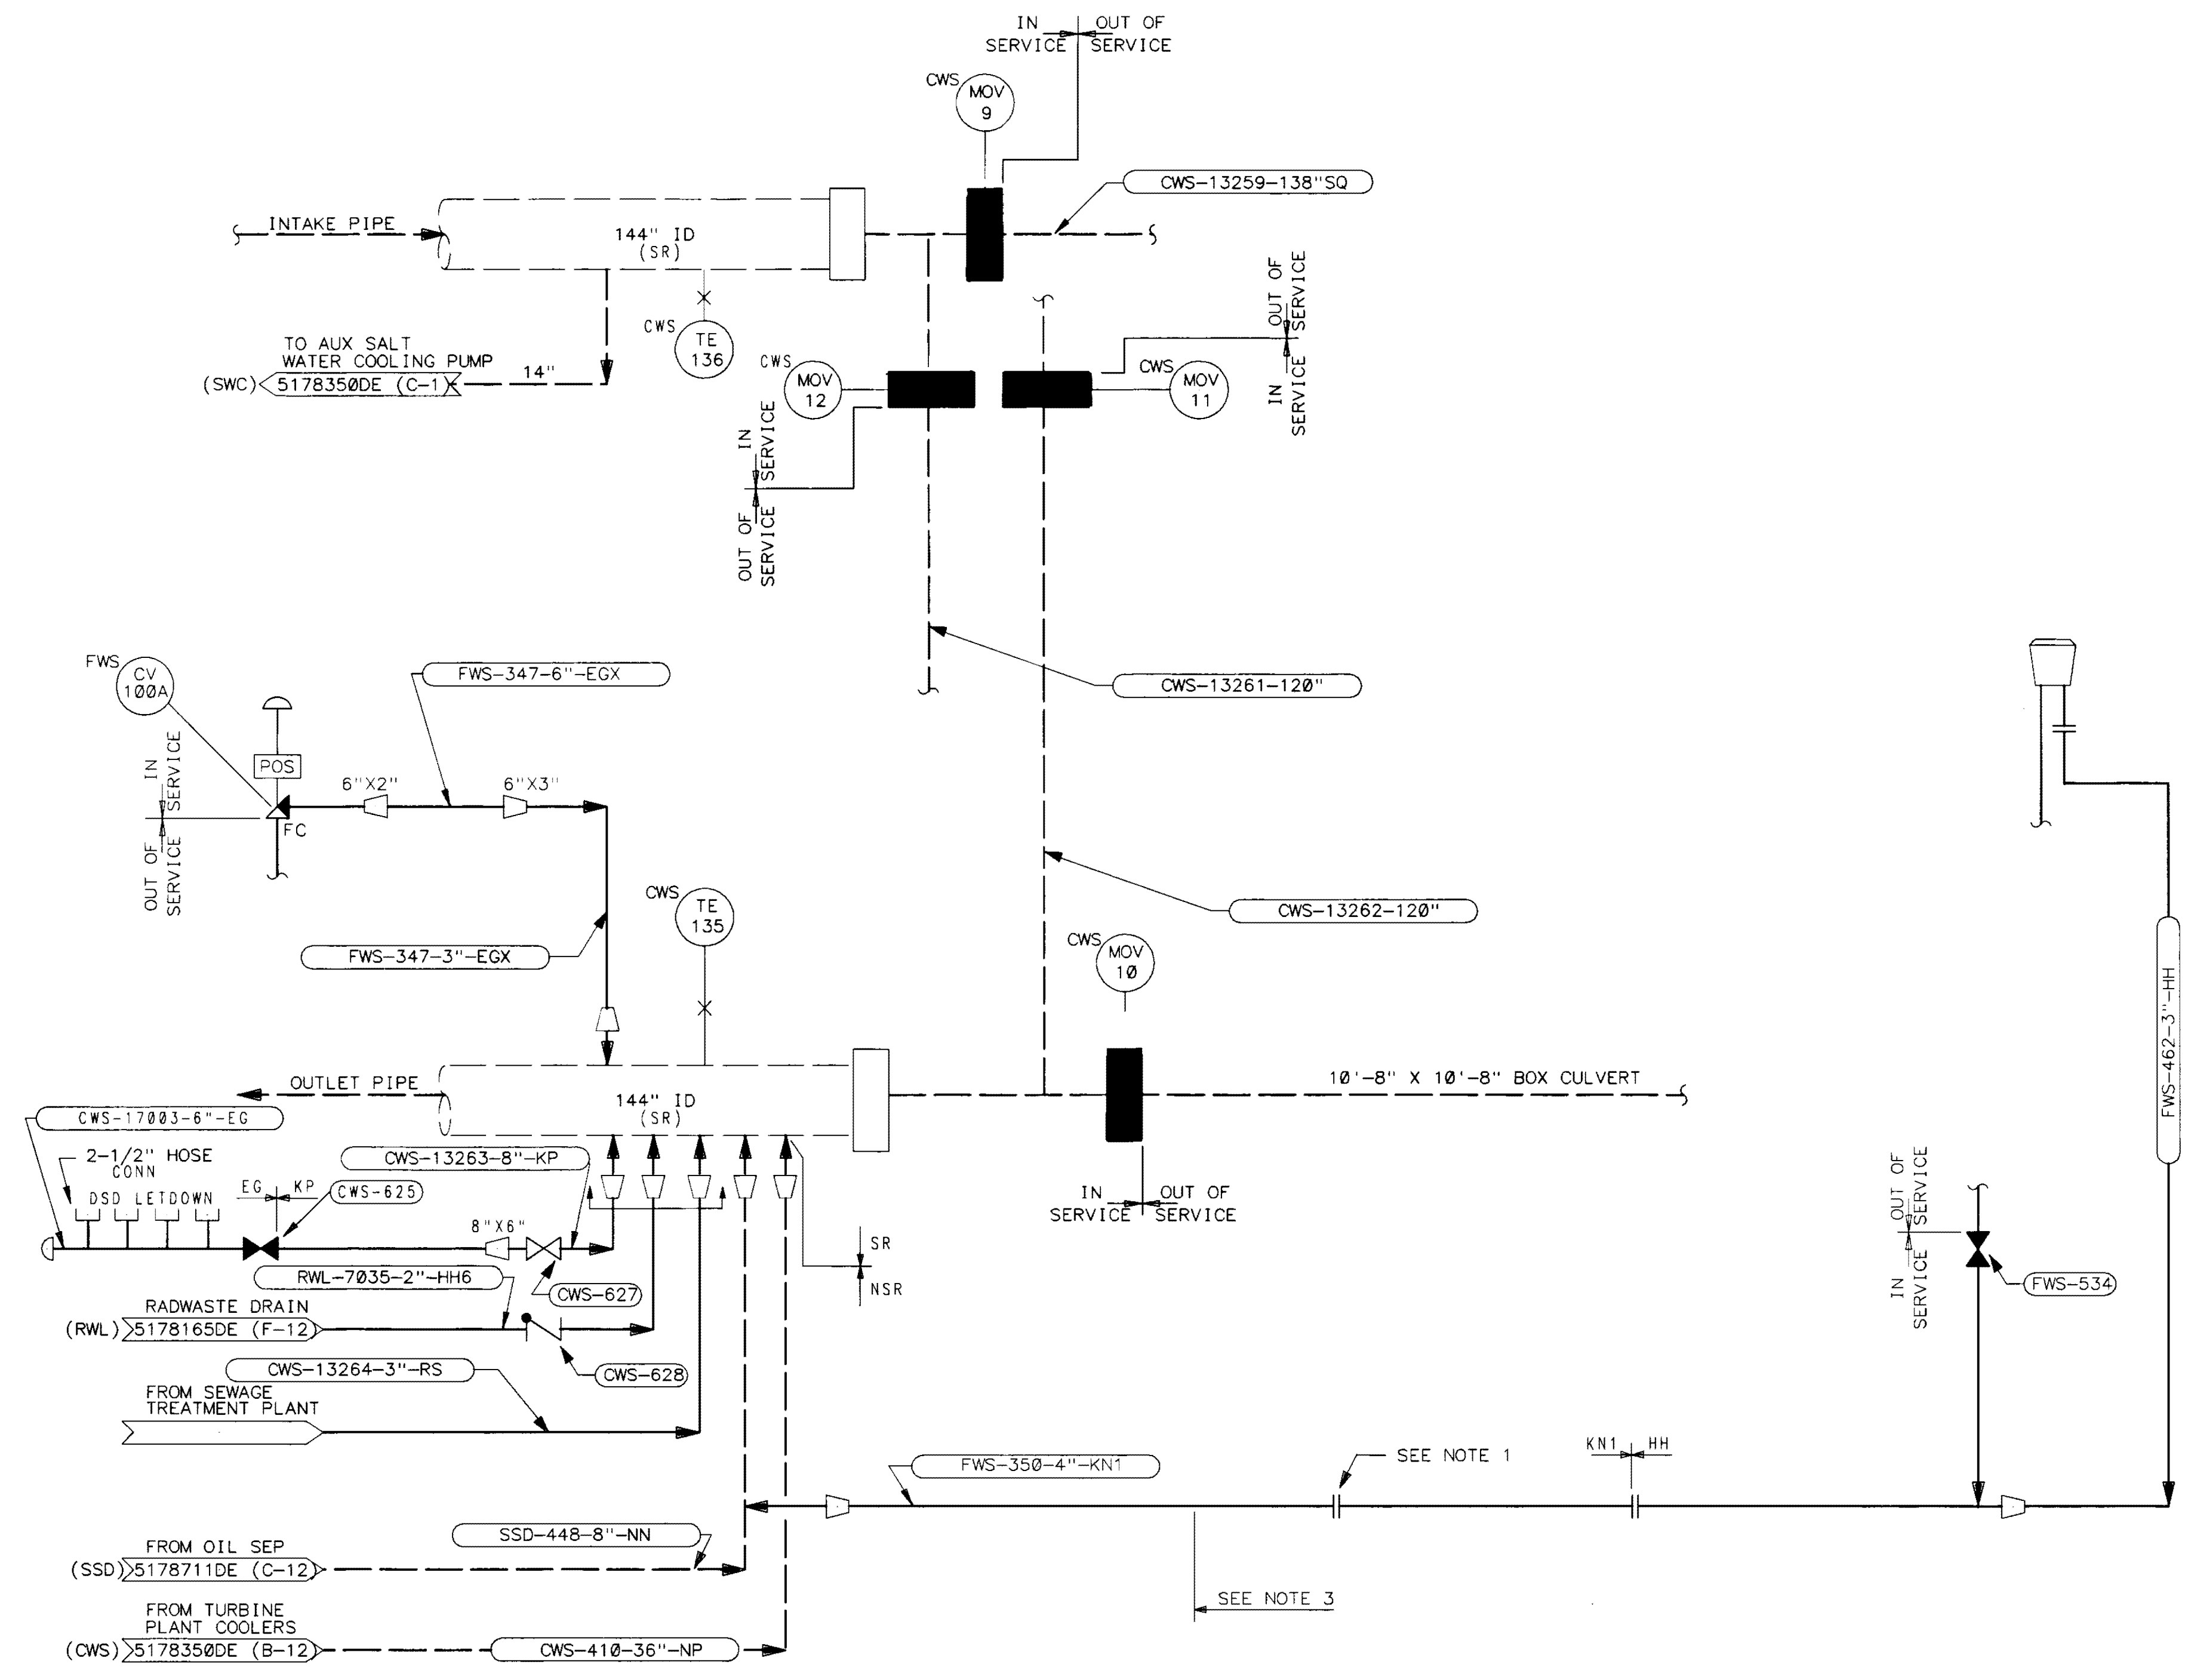 IN OUT OF
SERVICE SERVICE
CWS MOV
9
CWS-13259-138"SQ
INTAKE PIPE
144" ID
(SR)
OUT OF
SERVICE
IN
SERVICE
CWS TE
136
TO AUX SALT
WATER COOLING PUMP
(SWC) 5178350DE (C-1)
14"
CWS MOV
12
CWS MOV
11
IN
SERVICE
OUT OF
SERVICE
FWS CV
100A
FWS-347-6"-EGX
CWS-13261-120"
IN
SERVICE
OUT OF
SERVICE
POS
FC
6"X2"
6"X3"
CWS TE
135
CWS-13262-120"
FWS-347-3"-EGX
CWS MOV
10
FWS-462-3"-HH
OUTLET PIPE
144" ID
(SR)
10'-8" X 10'-8" BOX CULVERT
CWS-17003-6"-EG
2-1/2" HOSE
CONN
DSD LETDOWN
EG KP
CWS-625
CWS-13263-8"-KP
8"X6"
CWS-627
IN OUT OF
SERVICE SERVICE
SR
NSR
OUT OF
SERVICE
IN
SERVICE
FWS-534
RWL-7035-2"-HH6
RADWASTE DRAIN
(RWL) 5178165DE (F-12)
CWS-628
CWS-13264-3"-RS
FROM SEWAGE
TREATMENT PLANT
FWS-350-4"-KN1
SEE NOTE 1
KN1 HH
SSD-448-8"-NN
FROM OIL SEP
(SSD) 5178711DE (C-12)
SEE NOTE 3
FROM TURBINE
PLANT COOLERS
(CWS) 5178350DE (B-12)
CWS-410-36"-NP